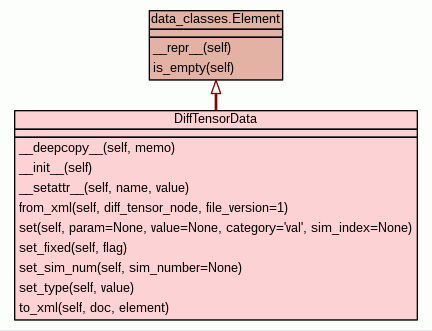 data_classes.Element
__repr__(self)
is_empty(self)
DiffTensorData
__deepcopy__(self, memo)
__init__(self)
__setattr__(self, name, value)
from_xml(self, diff_tensor_node, file_version=1)
set(self, param=None, value=None, category='val', sim_index=None)
set_fixed(self, flag)
set_sim_num(self, sim_number=None)
set_type(self, value)
to_xml(self, doc, element)